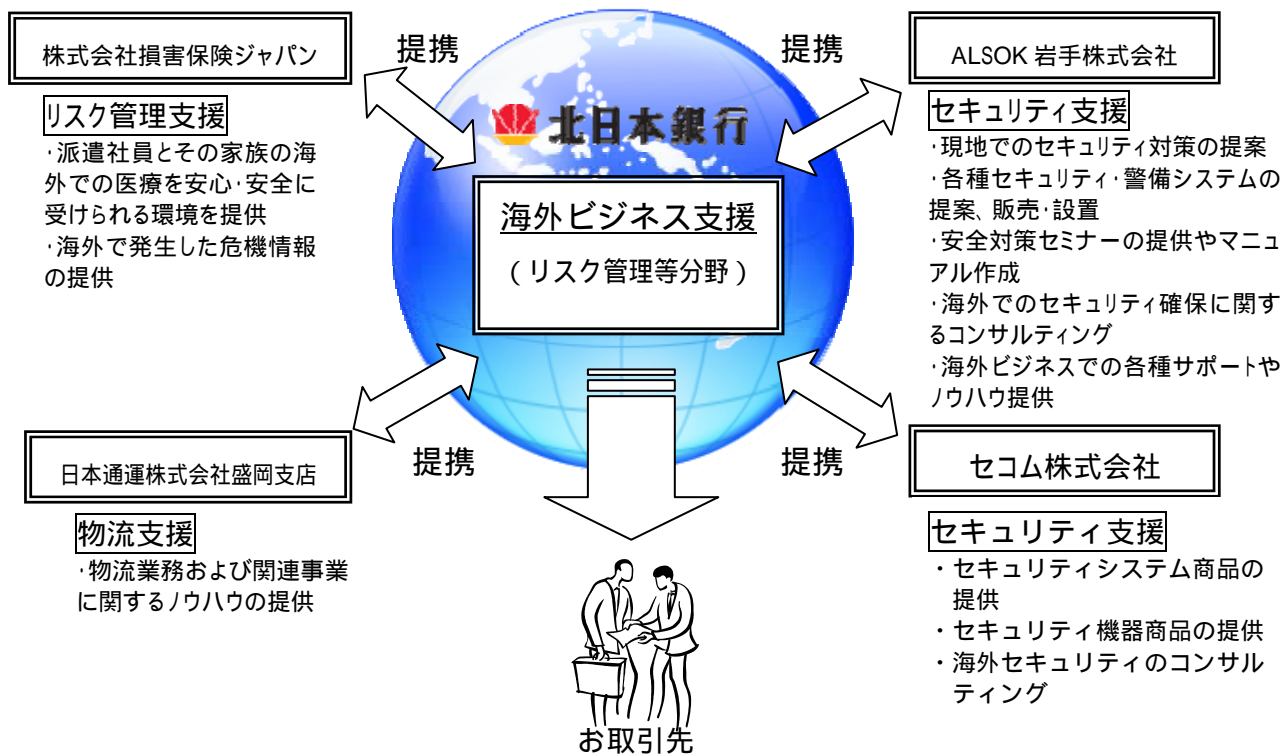 株式会社損害保険ジャパン
リスク管理支援
・派遣社員とその家族の海
外での医療を安心・安全に
受けられる環境を提供
・海外で発生した危機情報
の提供
提携
提携
北日本銀行
海外ビジネス支援
（リスク管理等分野）
ALSOK 岩手株式会社
セキュリティ支援
・現地でのセキュリティ対策の提案
・各種セキュリティ・警備システムの
提案、販売・設置
・安全対策セミナーの提供やマニュ
アル作成
・海外でのセキュリティ確保に関す
るコンサルティング
・海外ビジネスでの各種サポートや
ノウハウ提供
日本通運株式会社盛岡支店
物流支援
・物流業務および関連事業
に関するノウハウの提供
提携
提携
セコム株式会社
セキュリティ支援
・セキュリティシステム商品の
提供
・セキュリティ機器商品の提供
・海外セキュリティのコンサル
ティング
お取引先